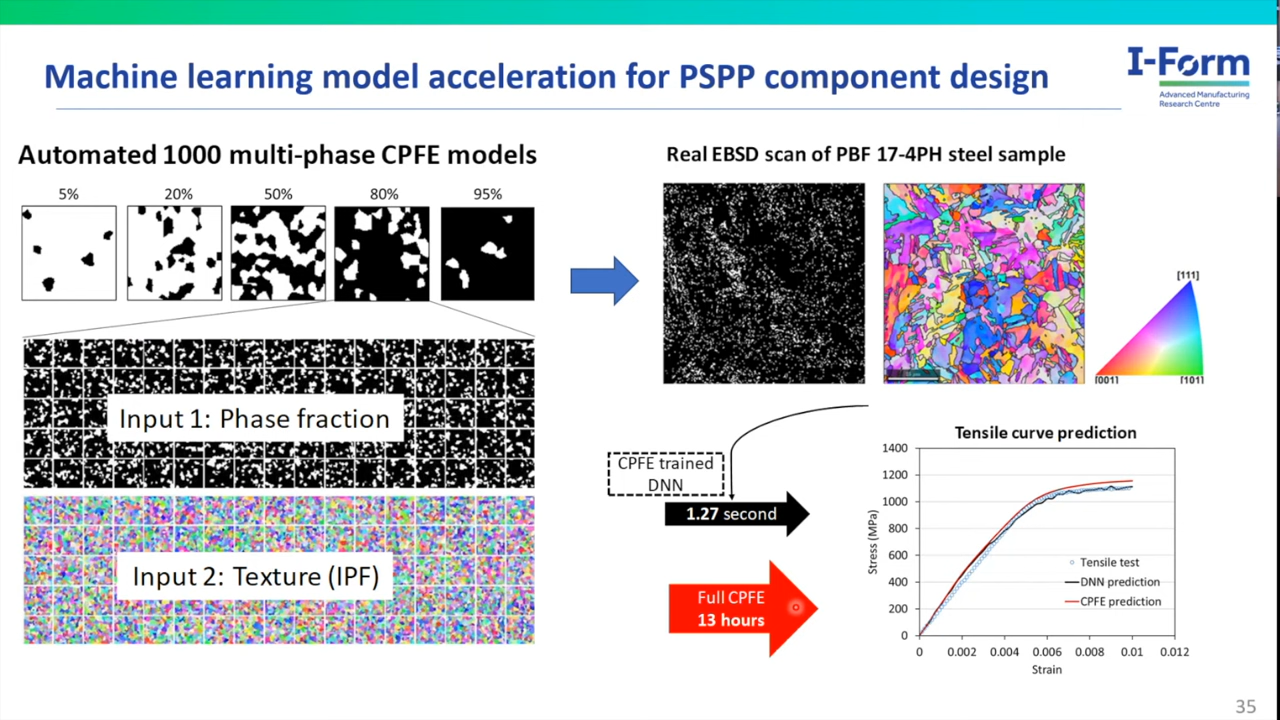 Machine learning model acceleration for PSPP component design
I-Form
Advanced Manufacturing
Research Centre
Automated 1000 multi-phase CPFE models
5% 20% 50% 80% 95%
Input 1: Phase fraction
Input 2: Texture (IPF)
Real EBSD scan of PBF 17-4PH steel sample
[111]
[001] [101]
CPFE trained
DNN
1.27 second
Full CPFE
13 hours
Tensile curve prediction
Stress (MPa)
1400
1200
1000
800
600
400
200
0
Tensile test
DNN prediction
CPFE prediction
0 0.002 0.004 0.006 0.008 0.01 0.012
Strain
35